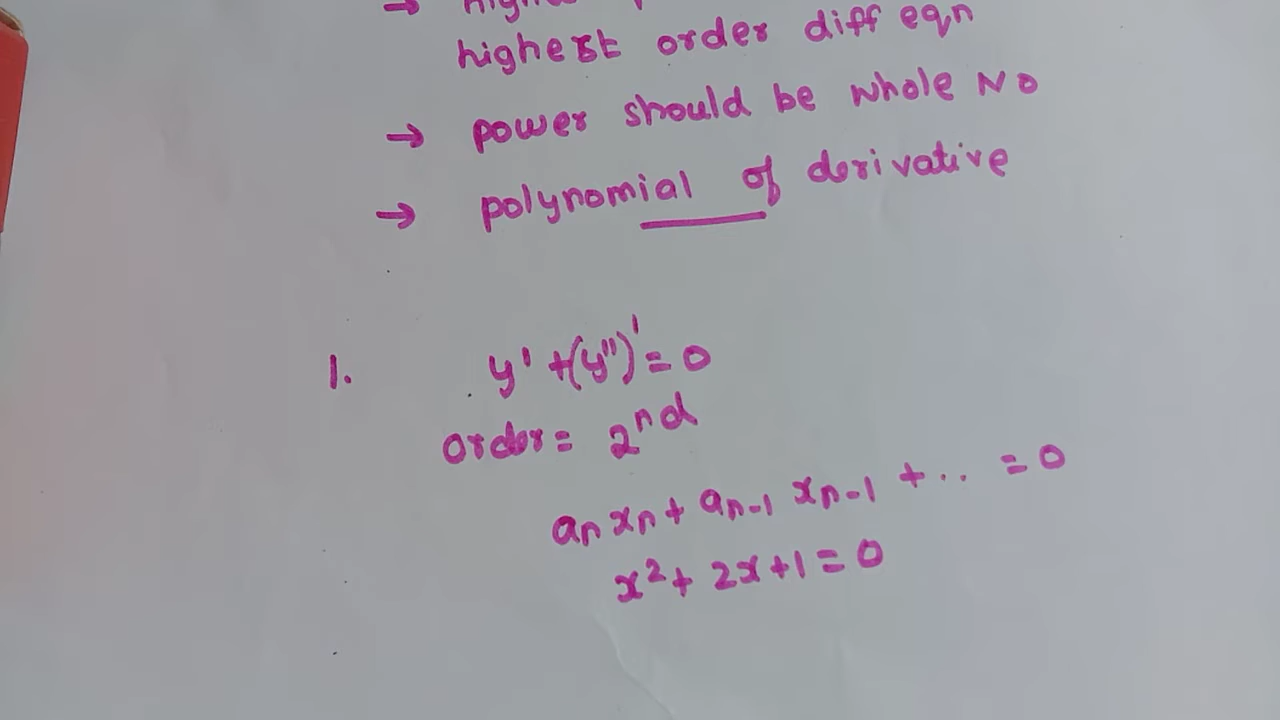 →
highest order diff eqn
→ power should be whole No
→ polynomial of derivative
1. y' + (y'')' = 0
order = 2nd
an xn + an-1 xn-1 + .. = 0
x² + 2x + 1 = 0